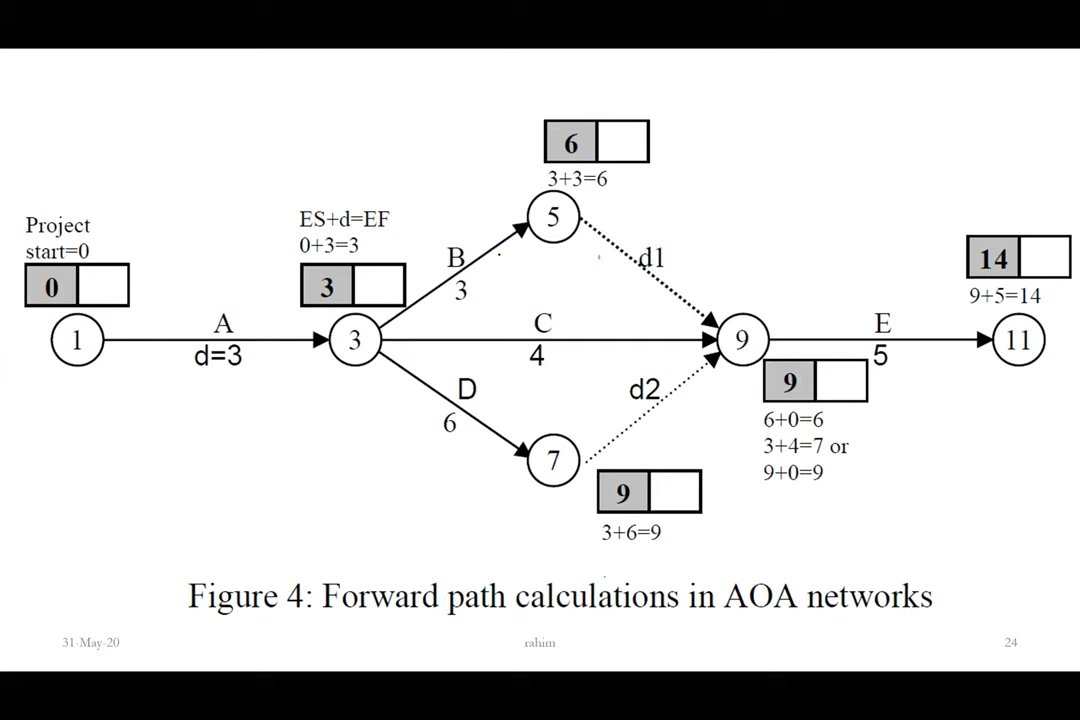 6
3+3=6
5
Project
start=0
0
ES+d=EF
0+3=3
3
B
3
d1
14
9+5=14
1
A
d=3
3
C
4
9
E
5
11
D
6
d2
9
6+0=6
3+4=7 or
9+0=9
7
9
3+6=9
Figure 4: Forward path calculations in AOA networks
31-May-20
rahim
24